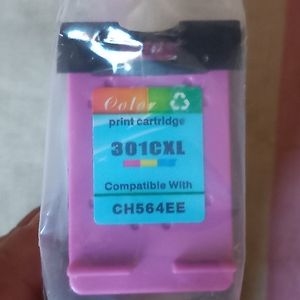 Color
print cartridge
301CXL
Compatible With
CH564EE